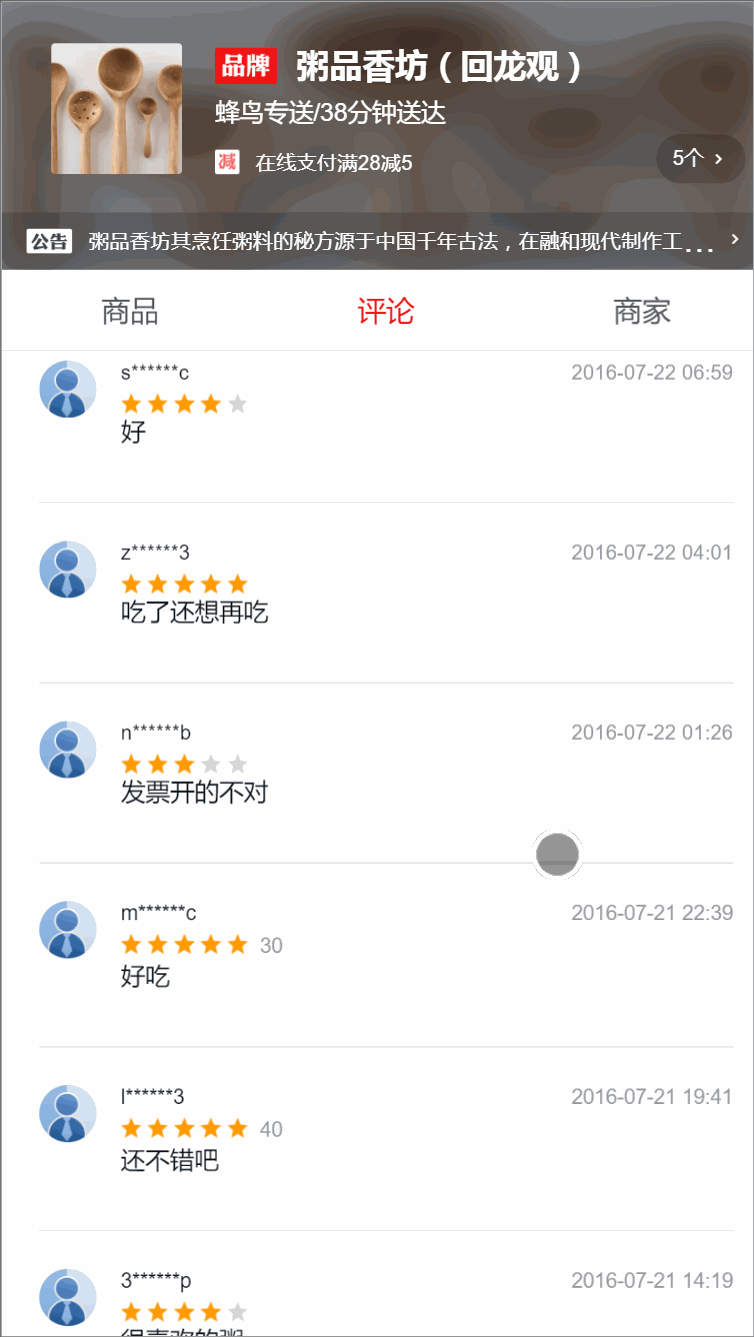 品牌 粥品香坊（回龙观）
蜂鸟专送/38分钟送达
减 在线支付满28减5
5个 >
公告 粥品香坊其烹饪粥料的秘方源于中国千年古法，在融和现代制作工... >
商品 评论 商家
s******c 2016-07-22 06:59
好
z******3 2016-07-22 04:01
吃了还想再吃
n******b 2016-07-22 01:26
发票开的不对
m******c 2016-07-21 22:39
30
好吃
l******3 2016-07-21 19:41
40
还不错吧
3******p 2016-07-21 14:19
很喜欢的粥